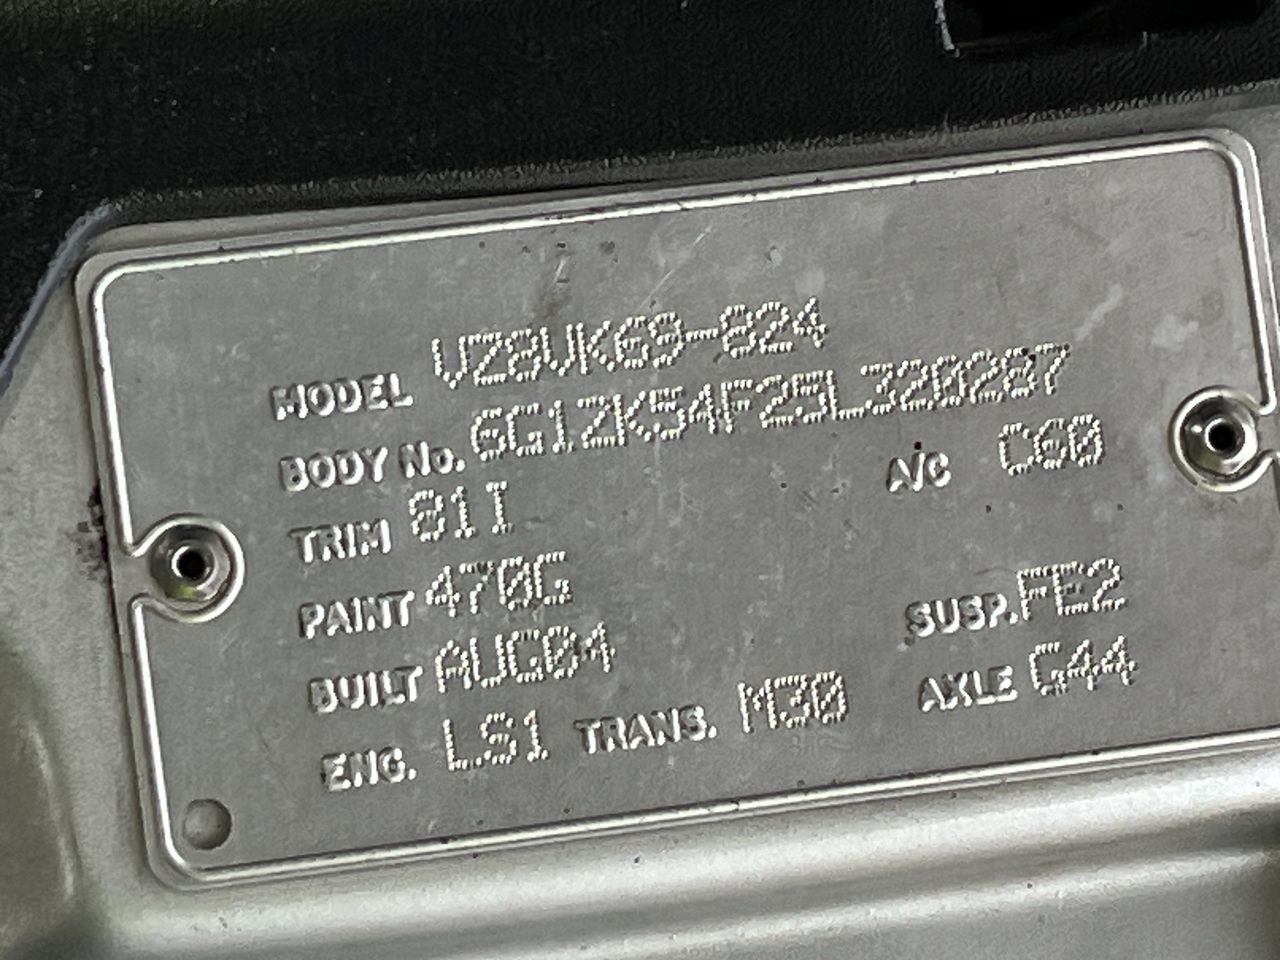 MODEL VZ8VK69-824
BODY No. 6G1ZK54F25L320287
TRIM 81I A/C C60
PAINT 470G
BUILT AUG04 SUSP. FE2
ENG. LS1 TRANS. M30 AXLE G44